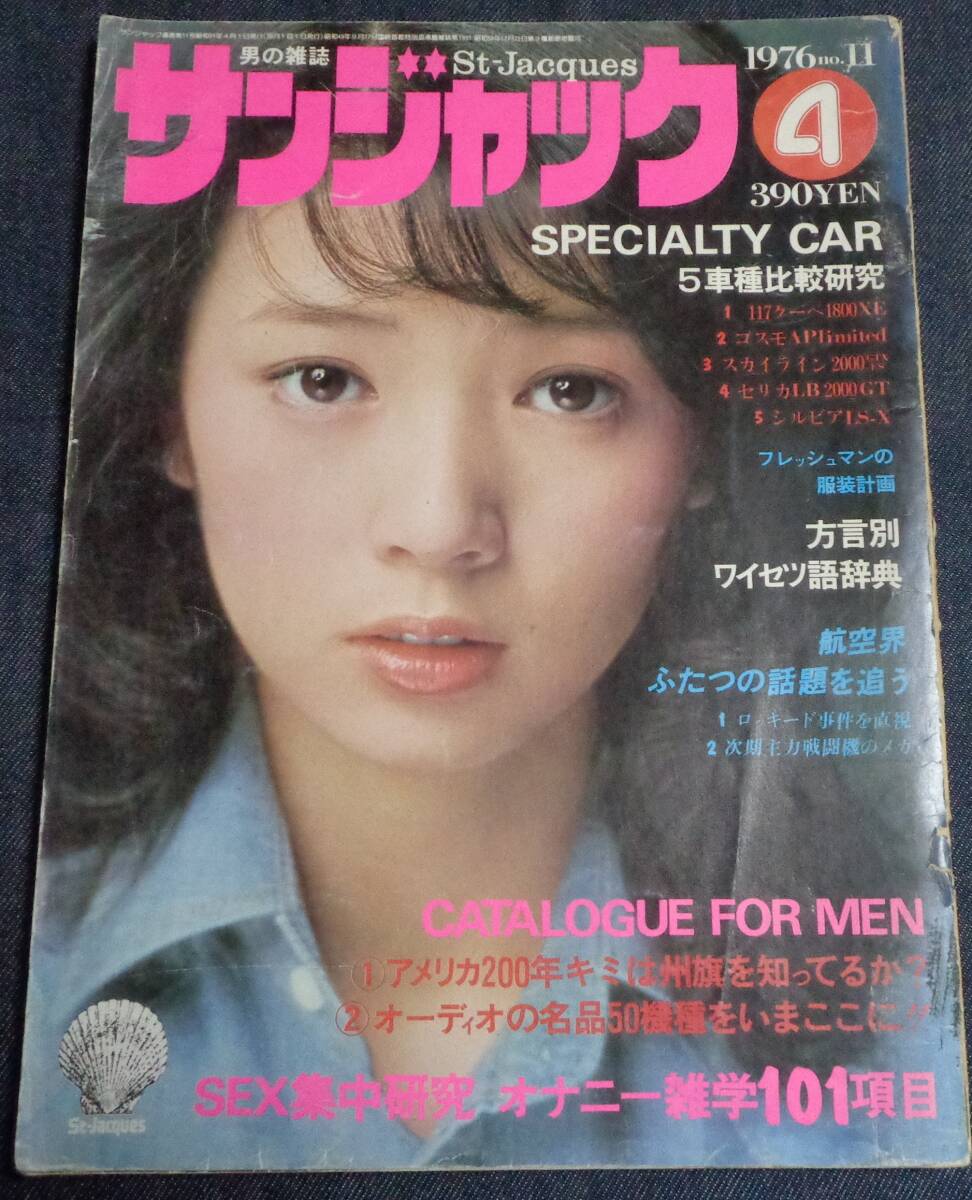 男の雑誌
St-Jacques
サンジャック
1976 no.11
4
390YEN
SPECIALTY CAR
5車種比較研究
1 117クーペ1800XE
2 コスモAPlimited
3 スカイライン2000
4 セリカLB2000GT
5 シルビアLS-X
フレッシュマンの
服装計画
方言別
ワイセツ語辞典
航空界
ふたつの話題を追う
1 ロッキード事件を直視
2 次期主力戦闘機のメカ
CATALOGUE FOR MEN
①アメリカ200年キミは州旗を知ってるか?
②オーディオの名品50機種をいまここに
SEX集中研究 オナニー雑学101項目
St-Jacques